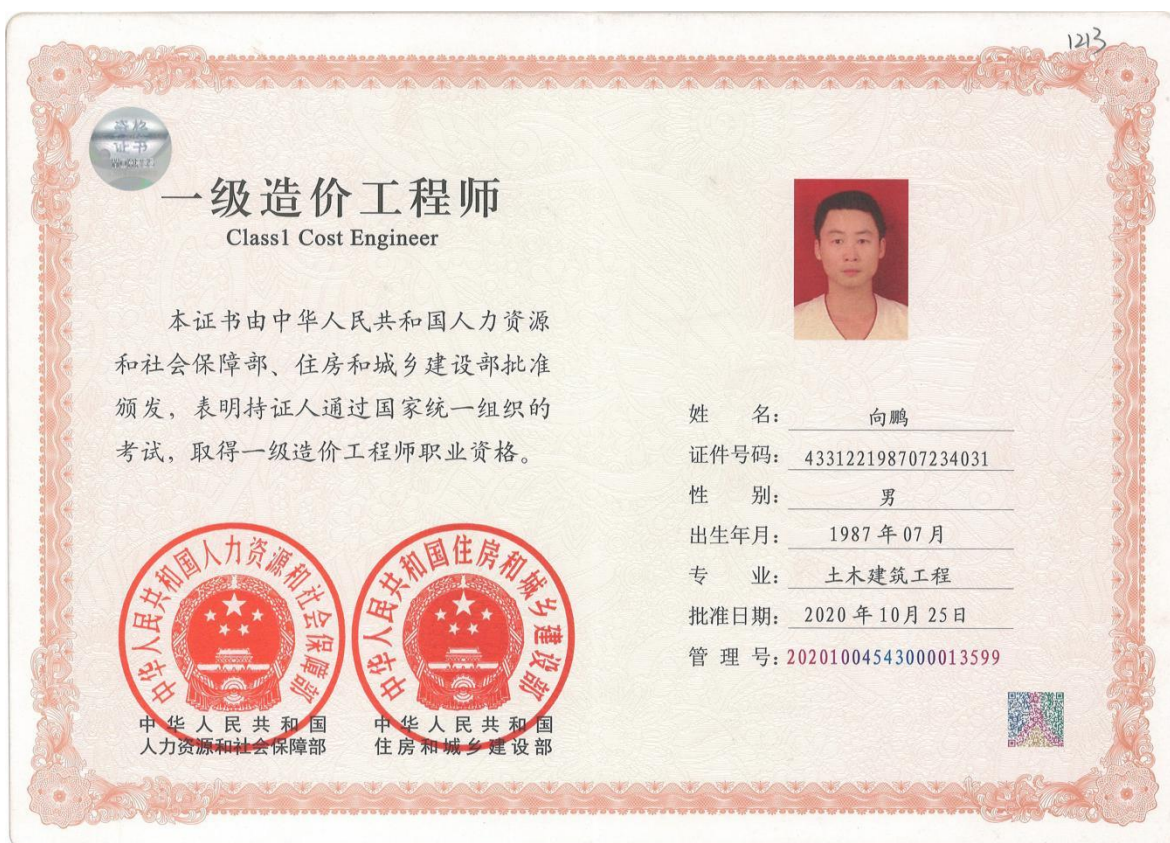 1213
资格
证书
一级造价工程师
Class1 Cost Engineer
本证书由中华人民共和国人力资源
和社会保障部、住房和城乡建设部批准
颁发，表明持证人通过国家统一组织的
考试，取得一级造价工程师职业资格。
中华人民共和国人力资源和社会保障部
中华人民共和国住房和城乡建设部
中华人民共和国
人力资源和社会保障部
中华人民共和国
住房和城乡建设部
姓名：向鹏
证件号码：433122198707234031
性别：男
出生年月：1987年07月
专业：土木建筑工程
批准日期：2020年10月25日
管理号：20201004543000013599